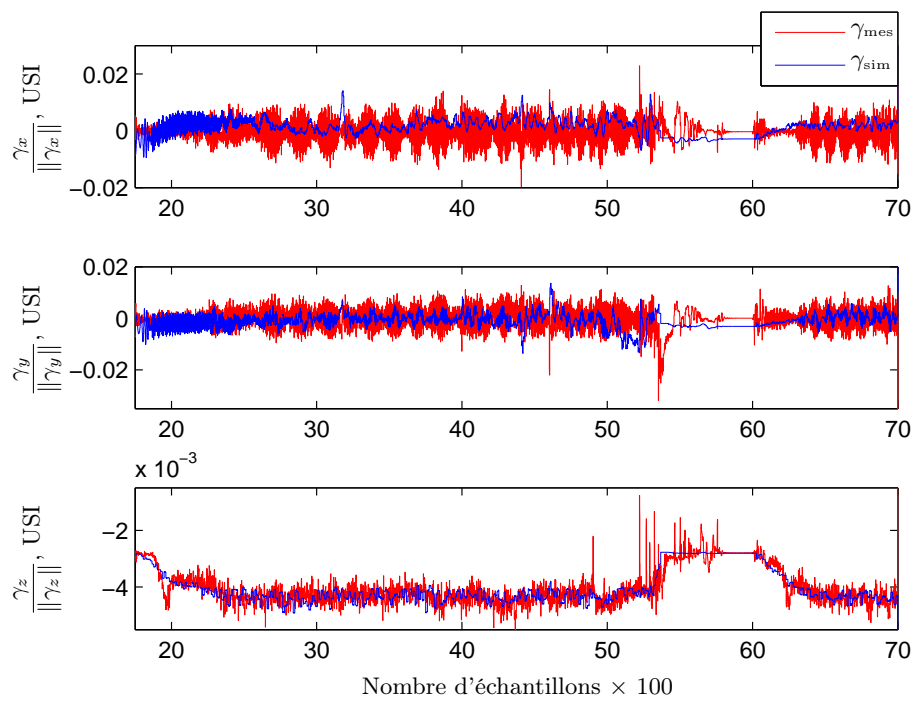 γmes
γsim
0.02
0
−0.02
γx / ‖γx‖, USI
20 30 40 50 60 70
0.02
0
−0.02
γy / ‖γy‖, USI
20 30 40 50 60 70
x 10−3
−2
−4
γz / ‖γz‖, USI
20 30 40 50 60 70
Nombre d'échantillons × 100